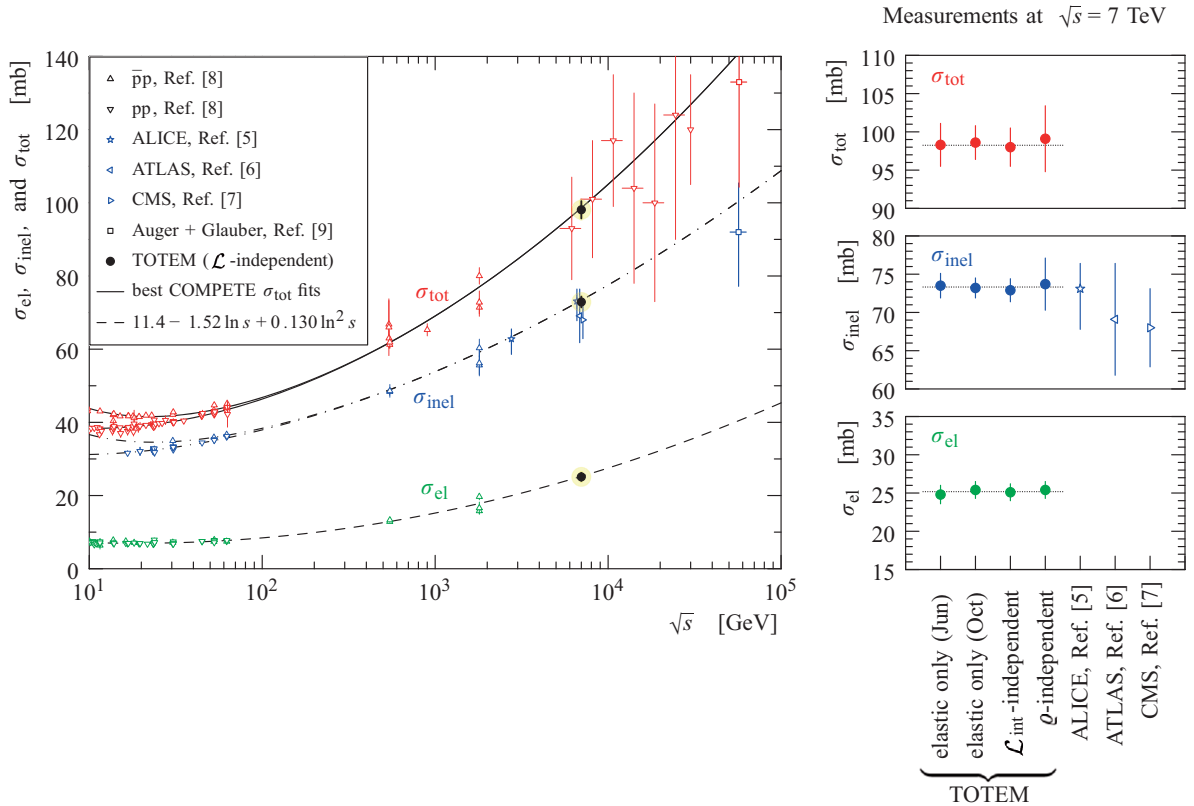 Measurements at √s = 7 TeV
σel, σinel, and σtot [mb]
140
120
100
80
60
40
20
0
p̅p, Ref. [8]
pp, Ref. [8]
ALICE, Ref. [5]
ATLAS, Ref. [6]
CMS, Ref. [7]
Auger + Glauber, Ref. [9]
TOTEM (ℒ -independent)
best COMPETE σtot fits
11.4 − 1.52 ln s + 0.130 ln² s
σtot
σinel
σel
10¹ 10² 10³ 10⁴ 10⁵
√s [GeV]
σtot [mb]
110
105
100
95
90
σtot
σinel [mb]
80
75
70
65
60
σinel
σel [mb]
35
30
25
20
15
σel
elastic only (Jun)
elastic only (Oct)
ℒint-independent
ϱ-independent
ALICE, Ref. [5]
ATLAS, Ref. [6]
CMS, Ref. [7]
TOTEM